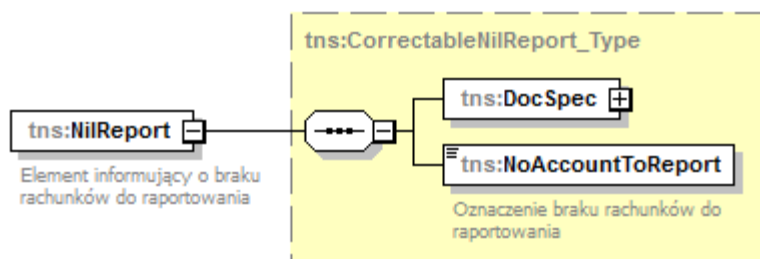 tns:CorrectableNilReport_Type
tns:DocSpec
tns:NilReport
Element informujący o braku
rachunków do raportowania
tns:NoAccountToReport
Oznaczenie braku rachunków do
raportowania